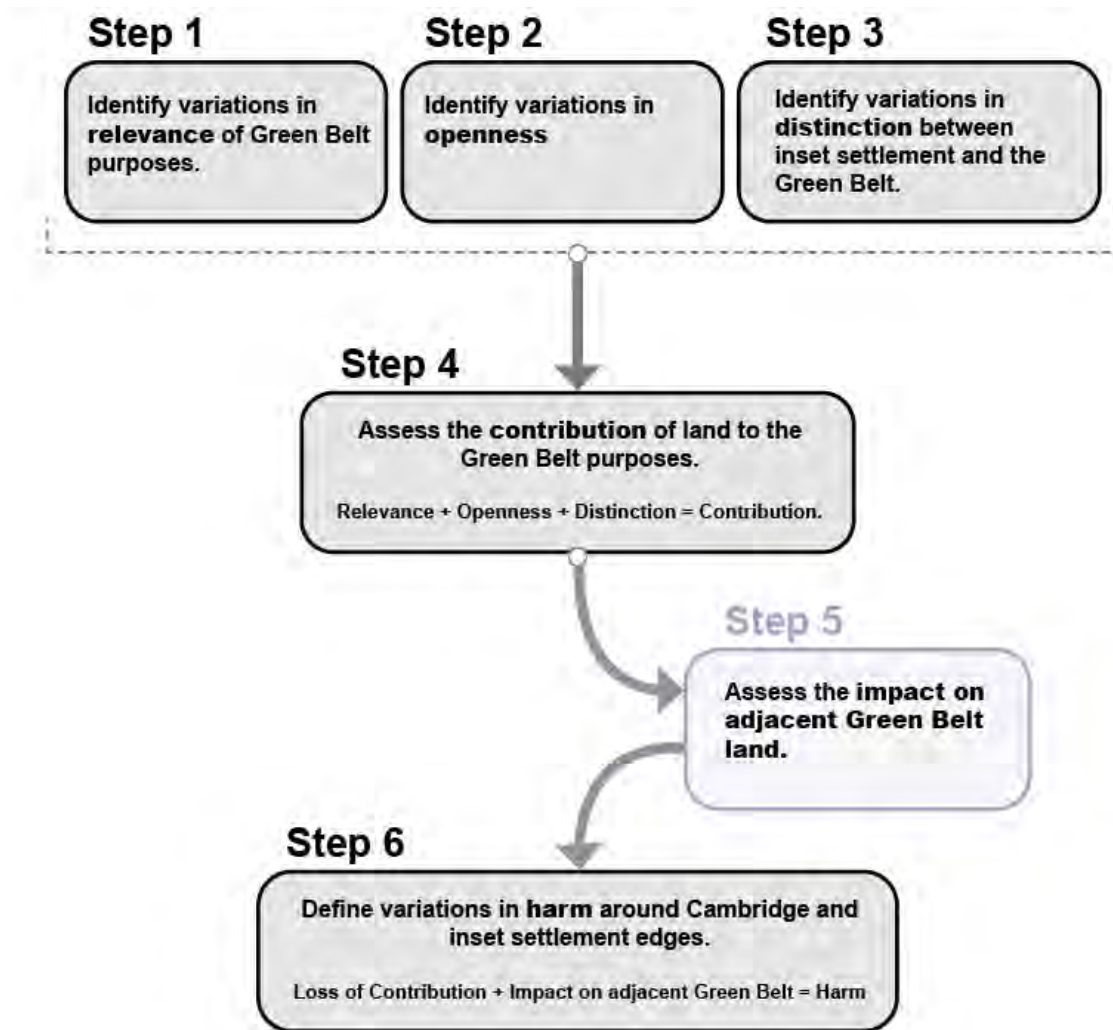 Step 1
Identify variations in
relevance of Green Belt
purposes.
Step 2
Identify variations in
openness
Step 3
Identify variations in
distinction between
inset settlement and the
Green Belt.
Step 4
Assess the contribution of land to the
Green Belt purposes.
Relevance + Openness + Distinction = Contribution.
Step 5
Assess the impact on
adjacent Green Belt
land.
Step 6
Define variations in harm around Cambridge and
inset settlement edges.
Loss of Contribution + Impact on adjacent Green Belt = Harm